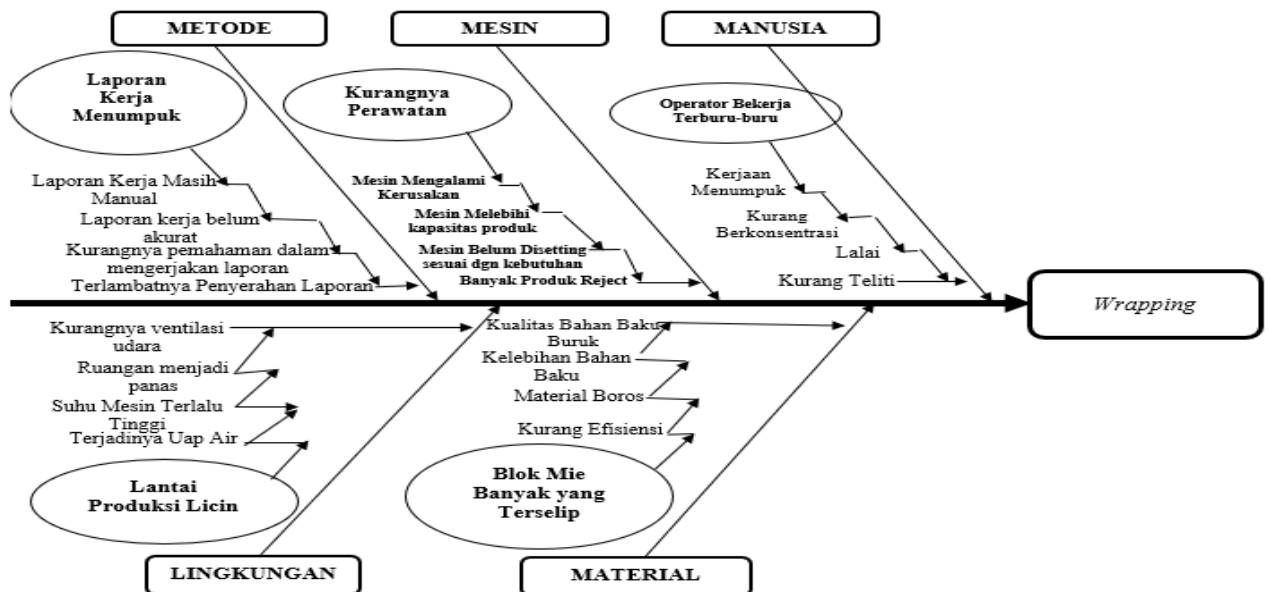 METODE
MESIN
MANUSIA
Laporan
Kerja
Menumpuk
Kurangnya
Perawatan
Operator Bekerja
Terburu-buru
Laporan Kerja Masih
Manual
Laporan kerja belum
akurat
Kurangnya pemahaman dalam
mengerjakan laporan
Terlambatnya Penyerahan Laporan
Mesin Mengalami
Kerusakan
Mesin Melebihi
kapasitas produk
Mesin Belum Disetting
sesuai dgn kebutuhan
Banyak Produk Reject
Kerjaan
Menumpuk
Kurang
Berkonsentrasi
Lalai
Kurang Teliti
Wrapping
Kurangnya ventilasi
udara
Ruangan menjadi
panas
Suhu Mesin Terlalu
Tinggi
Terjadinya Uap Air
Lantai
Produksi Licin
Kualitas Bahan Baku
Buruk
Kelebihan Bahan
Baku
Material Boros
Kurang Efisiensi
Blok Mie
Banyak yang
Terselip
LINGKUNGAN
MATERIAL